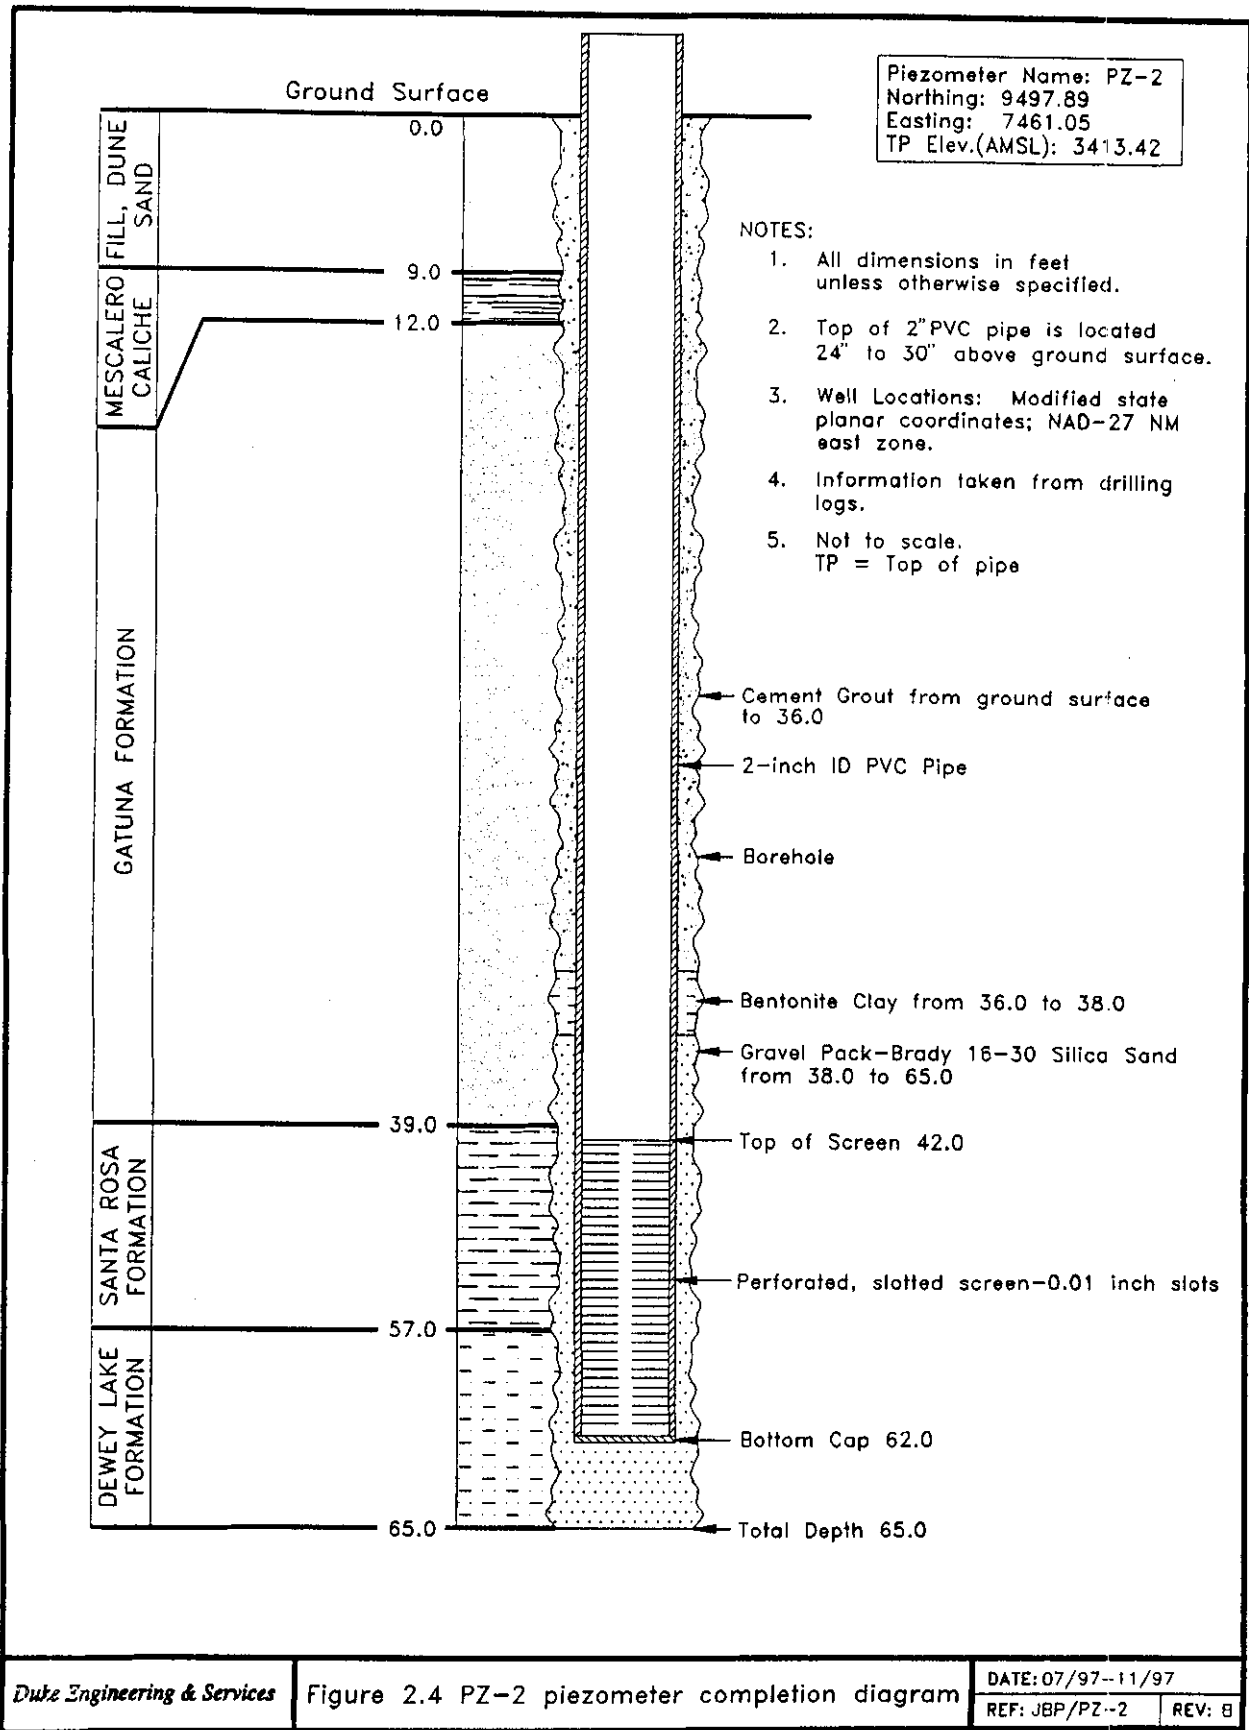 Piezometer Name: PZ-2
Northing: 9497.89
Easting: 7461.05
TP Elev.(AMSL): 3413.42
Ground Surface
0.0
FILL, DUNE
SAND
9.0
MESCALERO
CALICHE
12.0
NOTES:
1. All dimensions in feet
unless otherwise specified.
2. Top of 2" PVC pipe is located
24" to 30" above ground surface.
3. Well Locations: Modified state
planar coordinates; NAD-27 NM
east zone.
4. Information taken from drilling
logs.
5. Not to scale.
TP = Top of pipe
GATUNA FORMATION
Cement Grout from ground surface
to 36.0
2-inch ID PVC Pipe
Borehole
Bentonite Clay from 36.0 to 38.0
Gravel Pack-Brady 16-30 Silica Sand
from 38.0 to 65.0
39.0
Top of Screen 42.0
SANTA ROSA
FORMATION
Perforated, slotted screen-0.01 inch slots
57.0
DEWEY LAKE
FORMATION
Bottom Cap 62.0
65.0
Total Depth 65.0
Duke Engineering & Services
Figure 2.4 PZ-2 piezometer completion diagram
DATE: 07/97--11/97
REF: JBP/PZ--2
REV: